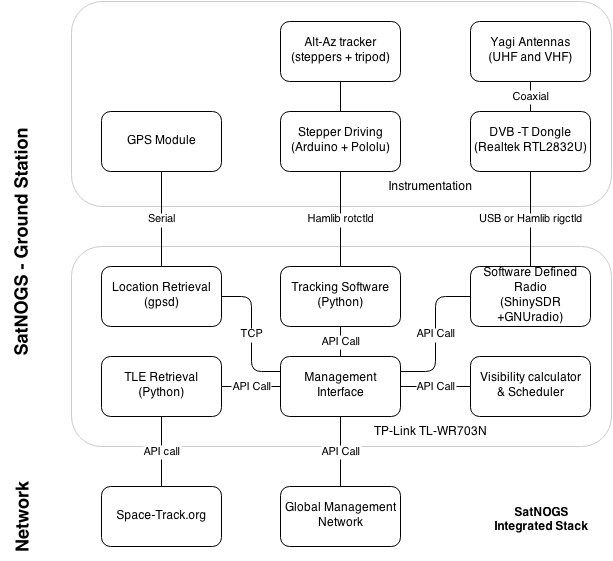 SatNOGS - Ground Station
Alt-Az tracker
(steppers + tripod)
Yagi Antennas
(UHF and VHF)
Coaxial
GPS Module
Stepper Driving
(Arduino + Pololu)
DVB -T Dongle
(Realtek RTL2832U)
Instrumentation
Serial
Hamlib rotctld
USB or Hamlib rigctld
Location Retrieval
(gpsd)
Tracking Software
(Python)
Software Defined
Radio
(ShinySDR
+GNUradio)
TCP
API Call
API Call
TLE Retrieval
(Python)
API Call
Management
Interface
API Call
Visibility calculator
& Scheduler
TP-Link TL-WR703N
API call
API Call
Network
Space-Track.org
Global Management
Network
SatNOGS
Integrated Stack